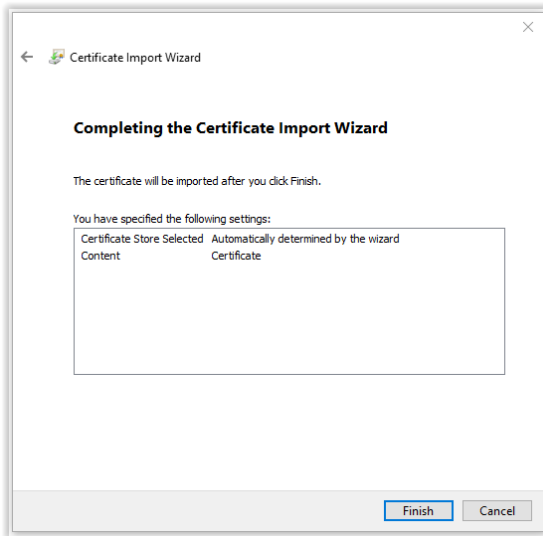 Certificate Import Wizard
Completing the Certificate Import Wizard
The certificate will be imported after you click Finish.
You have specified the following settings:
Certificate Store Selected Automatically determined by the wizard
Content Certificate
Finish Cancel